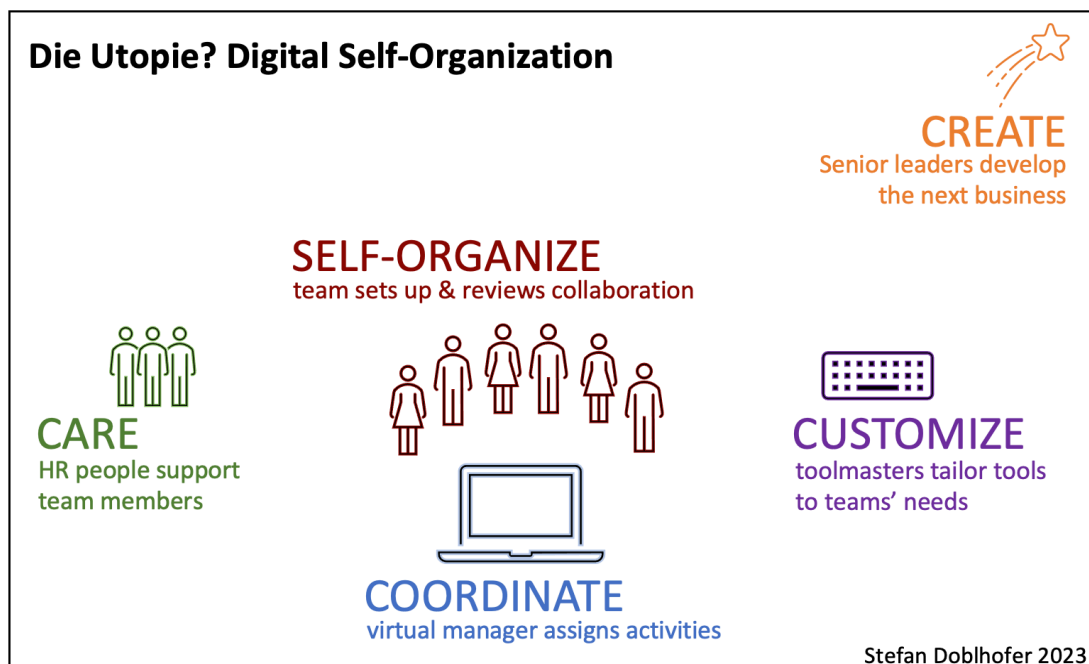 Die Utopie? Digital Self-Organization
CREATE
Senior leaders develop
the next business
SELF-ORGANIZE
team sets up & reviews collaboration
CARE
HR people support
team members
CUSTOMIZE
toolmasters tailor tools
to teams’ needs
COORDINATE
virtual manager assigns activities
Stefan Doblhofer 2023